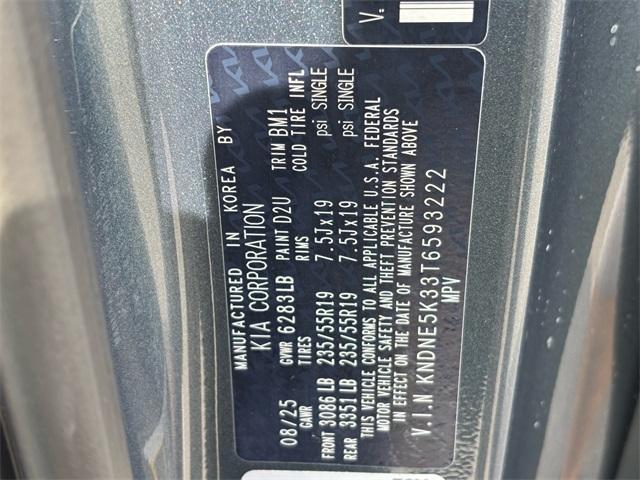 MANUFACTURED IN KOREA BY
KIA CORPORATION
08/25 GVWR 6283LB PAINT D2U TRIM BM1
GAWR TIRES RIMS COLD TIRE INFL
FRONT 3086 LB 235/55R19 7.5Jx19 psi SINGLE
REAR 3351 LB 235/55R19 7.5Jx19 psi SINGLE
THIS VEHICLE CONFORMS TO ALL APPLICABLE U.S.A. FEDERAL
MOTOR VEHICLE SAFETY AND THEFT PREVENTION STANDARDS
IN EFFECT ON THE DATE OF MANUFACTURE SHOWN ABOVE
V.I.N KNDNE5K33T6593222
MPV
V: